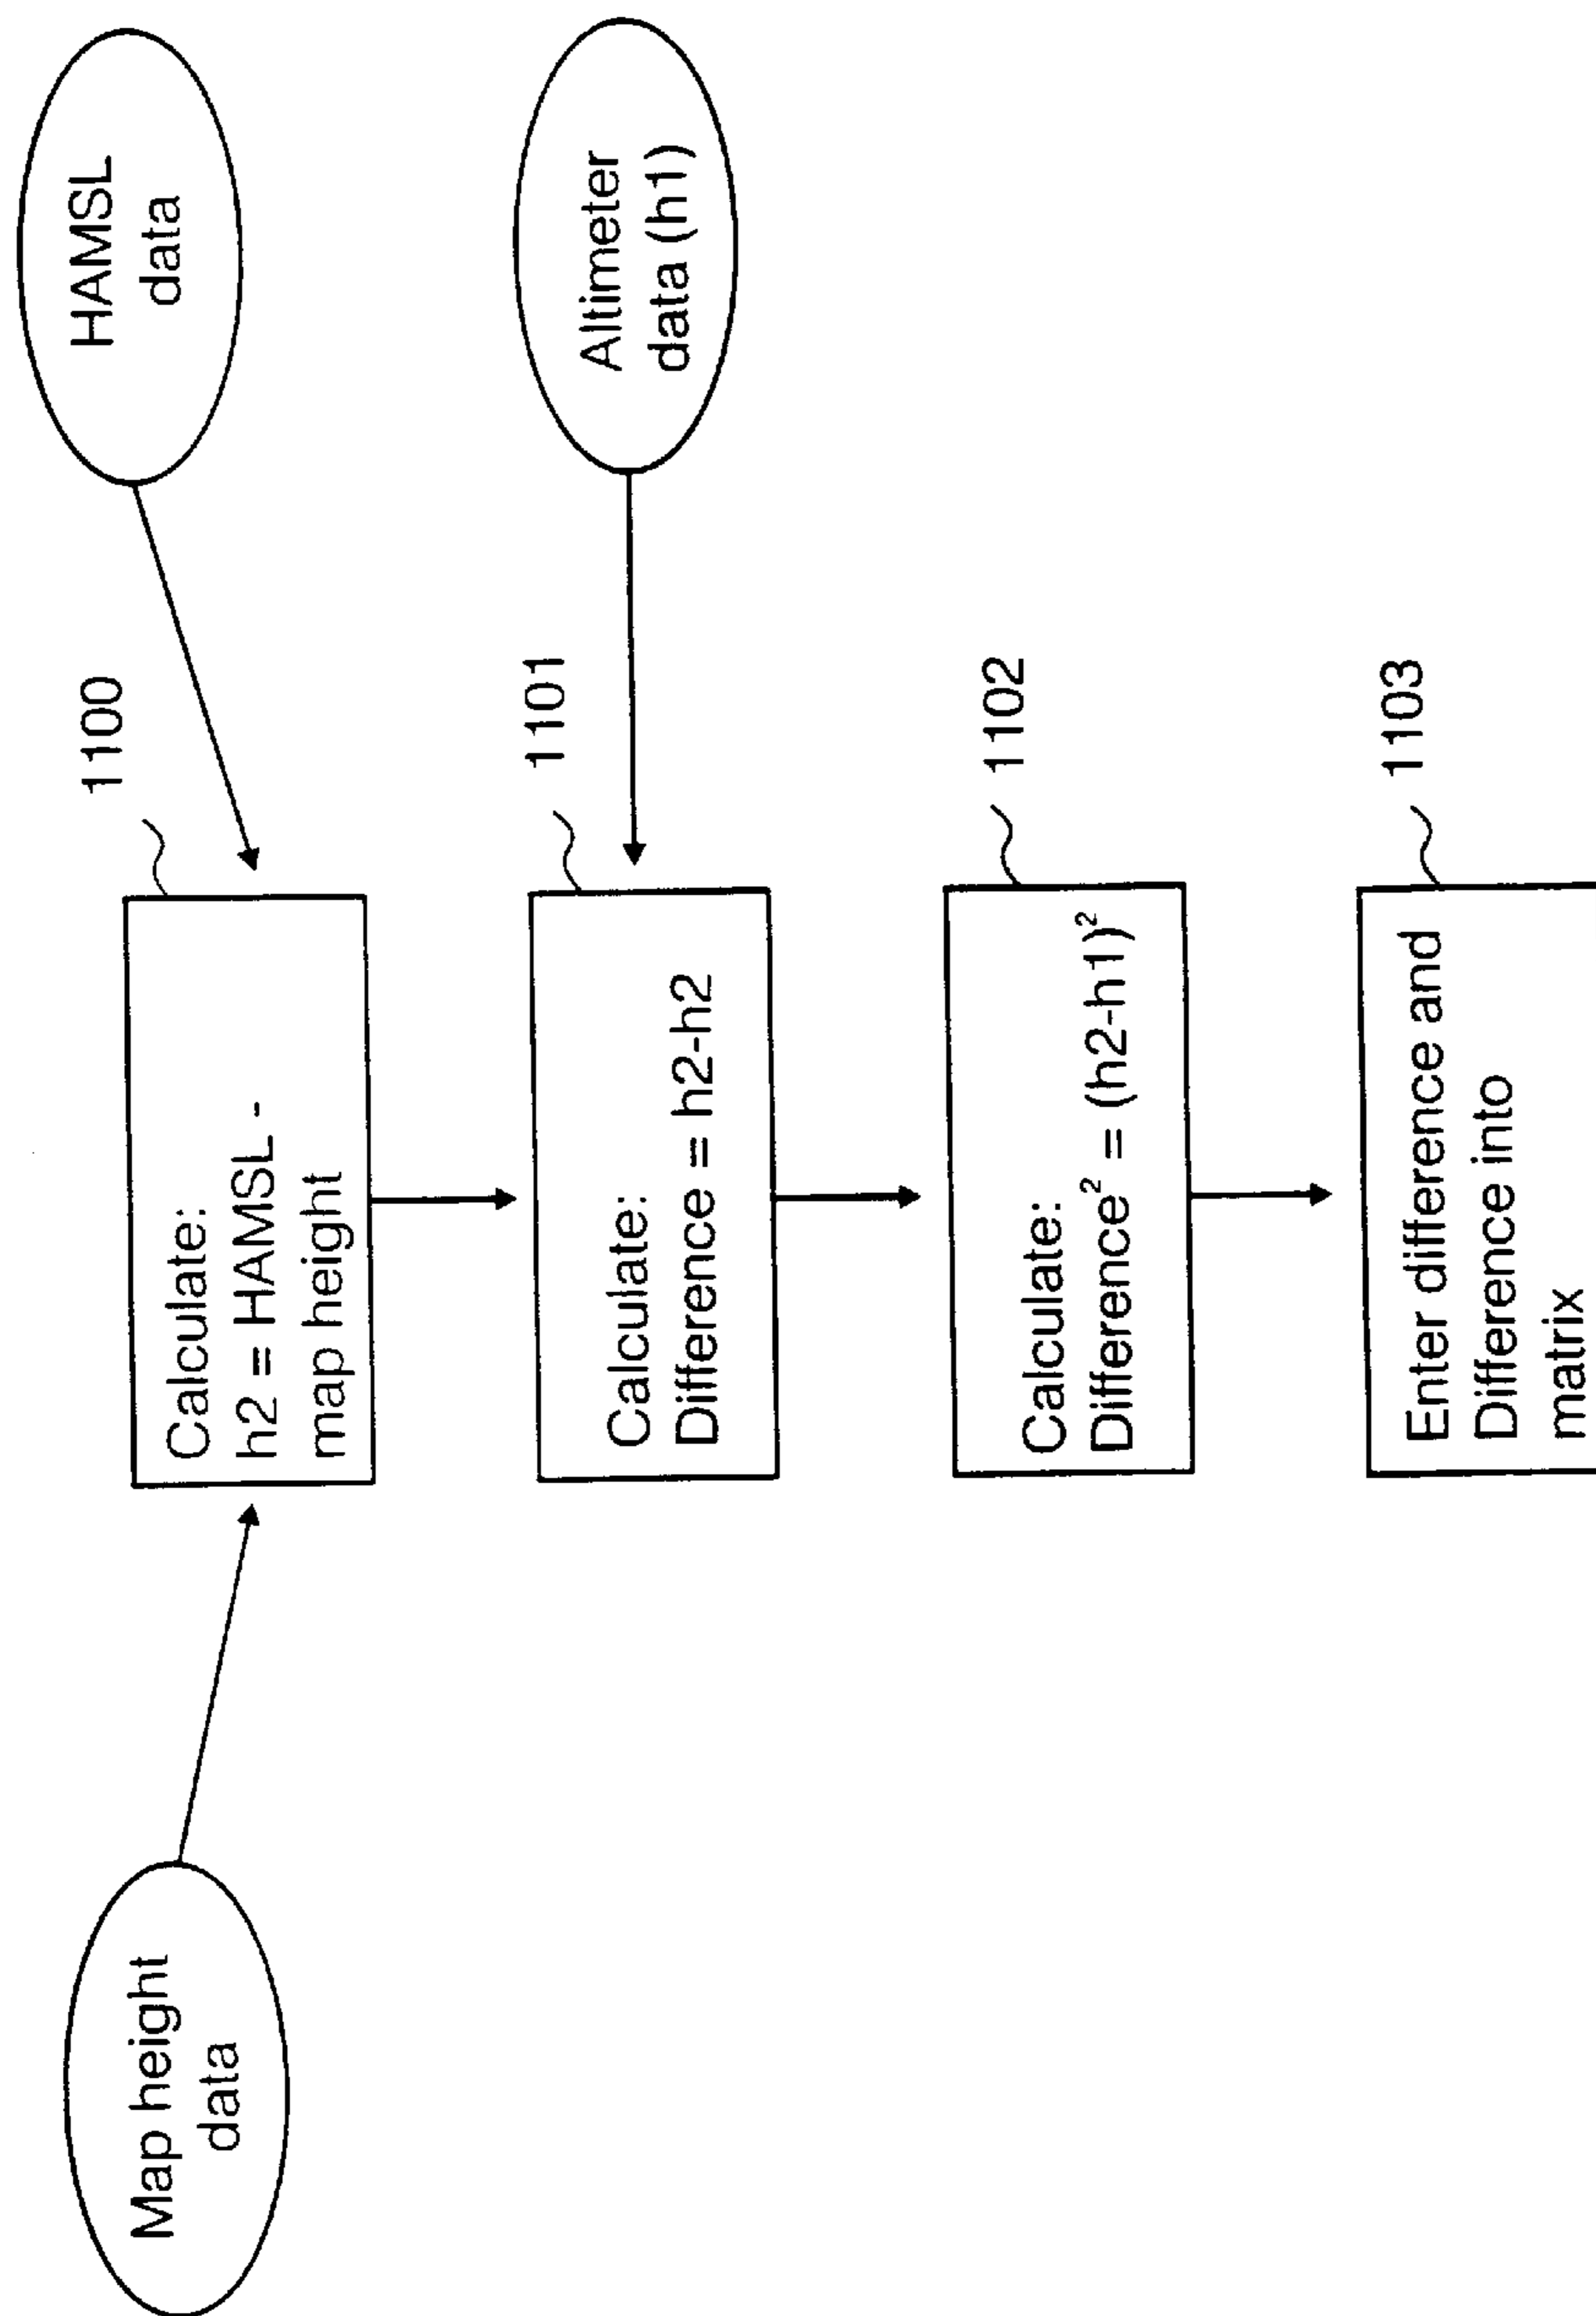 Map height
data
HAMSL
data
1100
Calculate:
h2 = HAMSL -
map height
Altimeter
data (h1)
1101
Calculate:
Difference = h2-h2
1102
Calculate:
Difference² = (h2-h1)²
1103
Enter difference and
Difference into
matrix